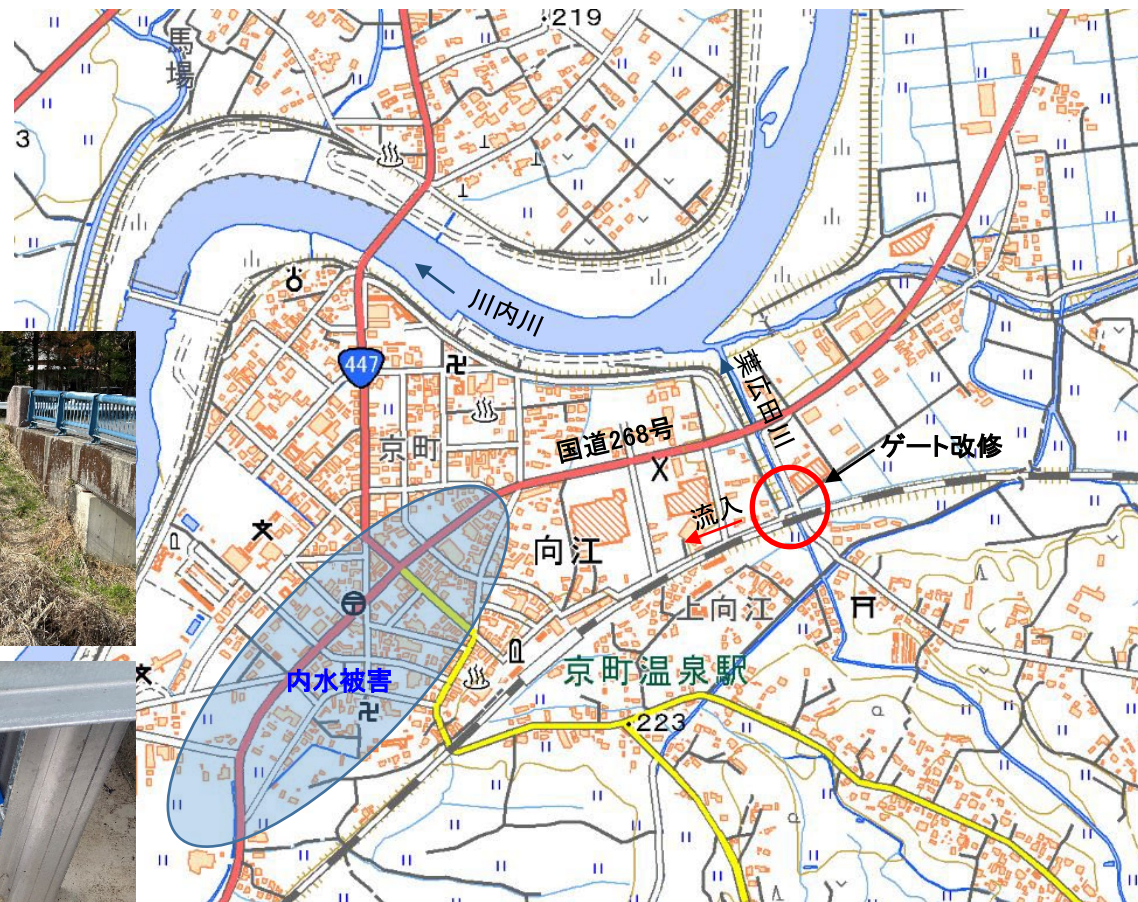 219
馬場
3
川内川
447
京町
国道268号
葉広田川
ゲート改修
流入
向江
上向江
内水被害
京町温泉駅
223